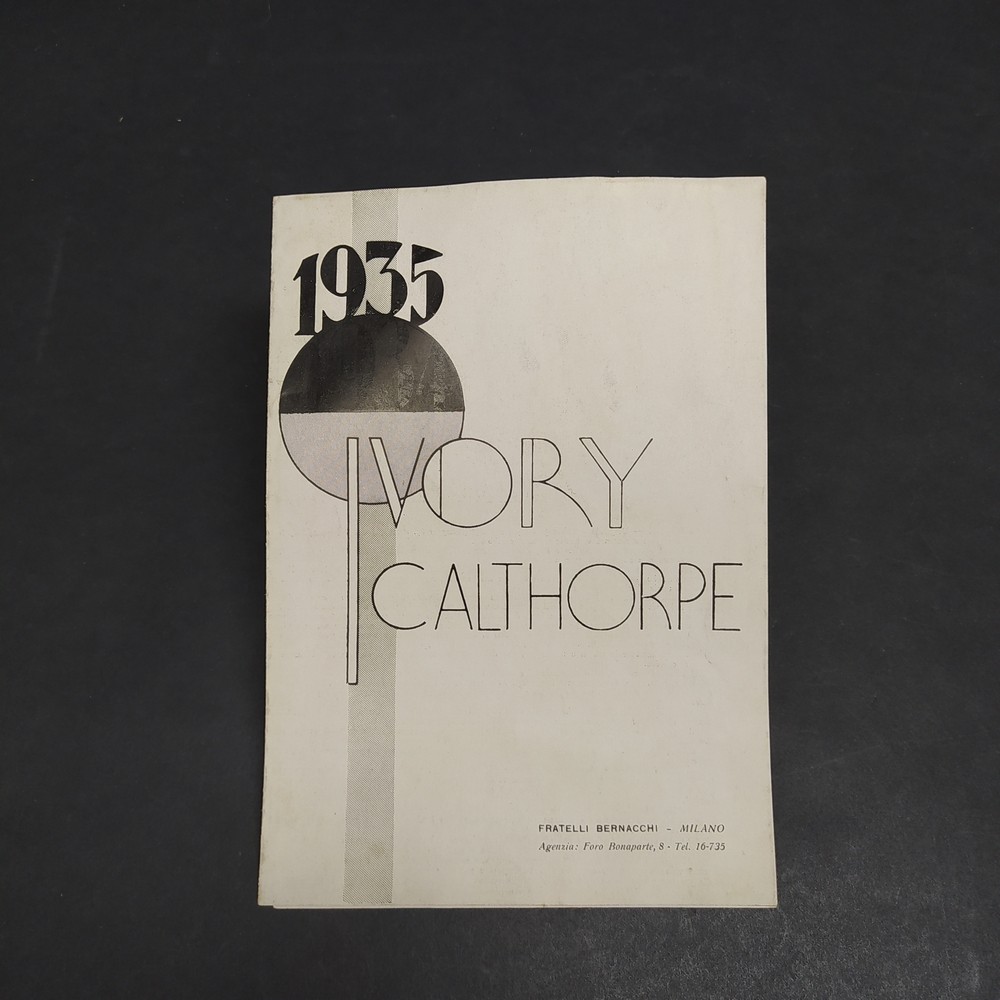 1935
IVORY
CALTHORPE
FRATELLI BERNACCHI - MILANO
Agenzia: Foro Bonaparte, 8 - Tel. 16-735